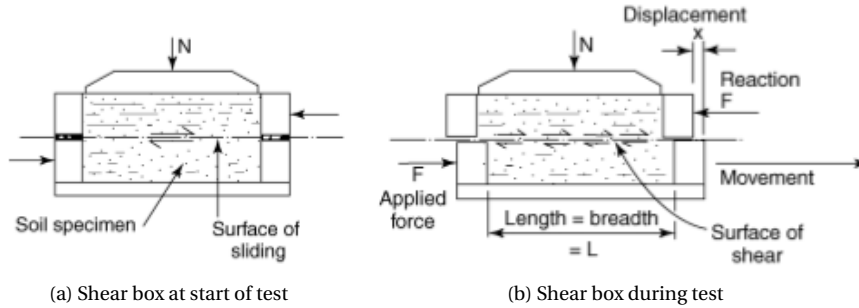 N
Soil specimen
Surface of
sliding
(a) Shear box at start of test
Displacement
x
N
Reaction
F
F
Applied
force
Movement
Length = breadth
= L
Surface of
shear
(b) Shear box during test